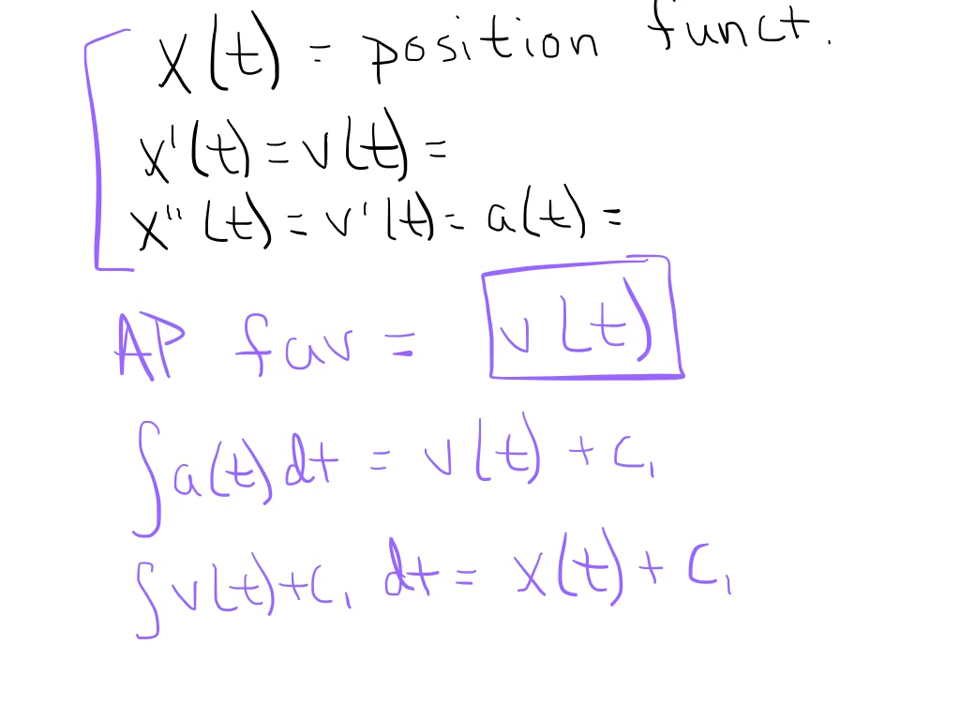 x(t) = position funct.
x'(t) = v(t) =
x''(t) = v'(t) = a(t) =
AP fav = v(t)
∫a(t) dt = v(t) + C₁
∫v(t)+C₁ dt = x(t) + C₁